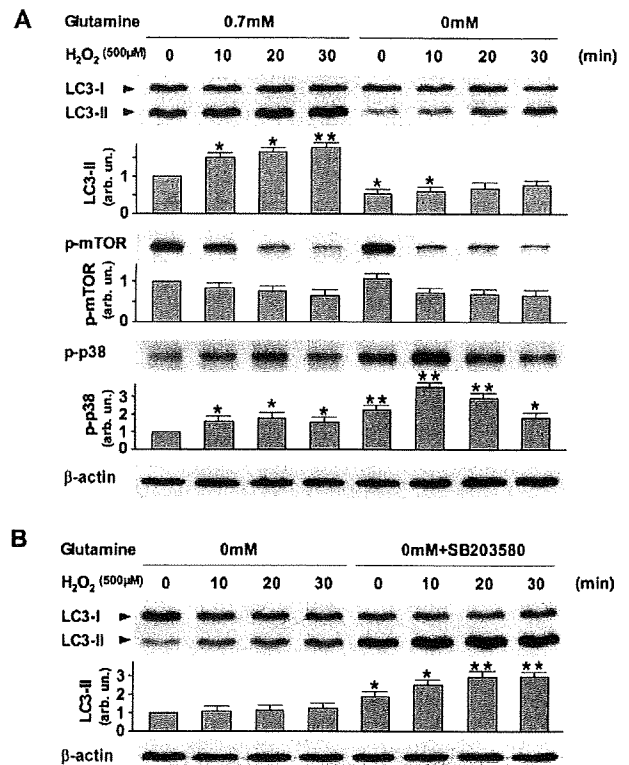 A
Glutamine 0.7mM 0mM
H₂O₂ (500µM) 0 10 20 30 0 10 20 30 (min)
LC3-I
LC3-II
LC3-II (arb. un.)
1
0
* * ** * *
p-mTOR
p-mTOR (arb. un.)
1
0
p-p38
p-p38 (arb. un.)
3
2
1
0
* * * ** ** ** *
β-actin
B
Glutamine 0mM 0mM+SB203580
H₂O₂ (500µM) 0 10 20 30 0 10 20 30 (min)
LC3-I
LC3-II
LC3-II (arb. un.)
3
2
1
0
* * ** **
β-actin